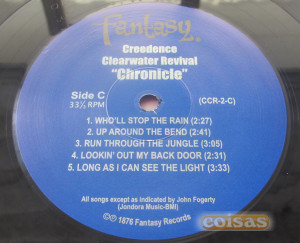 Fantasy
Creedence
Clearwater Revival
"Chronicle"
Side C
33⅓ RPM
(CCR-2-C)
1. WHO'LL STOP THE RAIN (2:27)
2. UP AROUND THE BEND (2:41)
3. RUN THROUGH THE JUNGLE (3:05)
4. LOOKIN' OUT MY BACK DOOR (2:31)
5. LONG AS I CAN SEE THE LIGHT (3:33)
All songs except as indicated by John Fogerty
(Jondora Music-BMI)
©℗ 1876 Fantasy Records
coisas